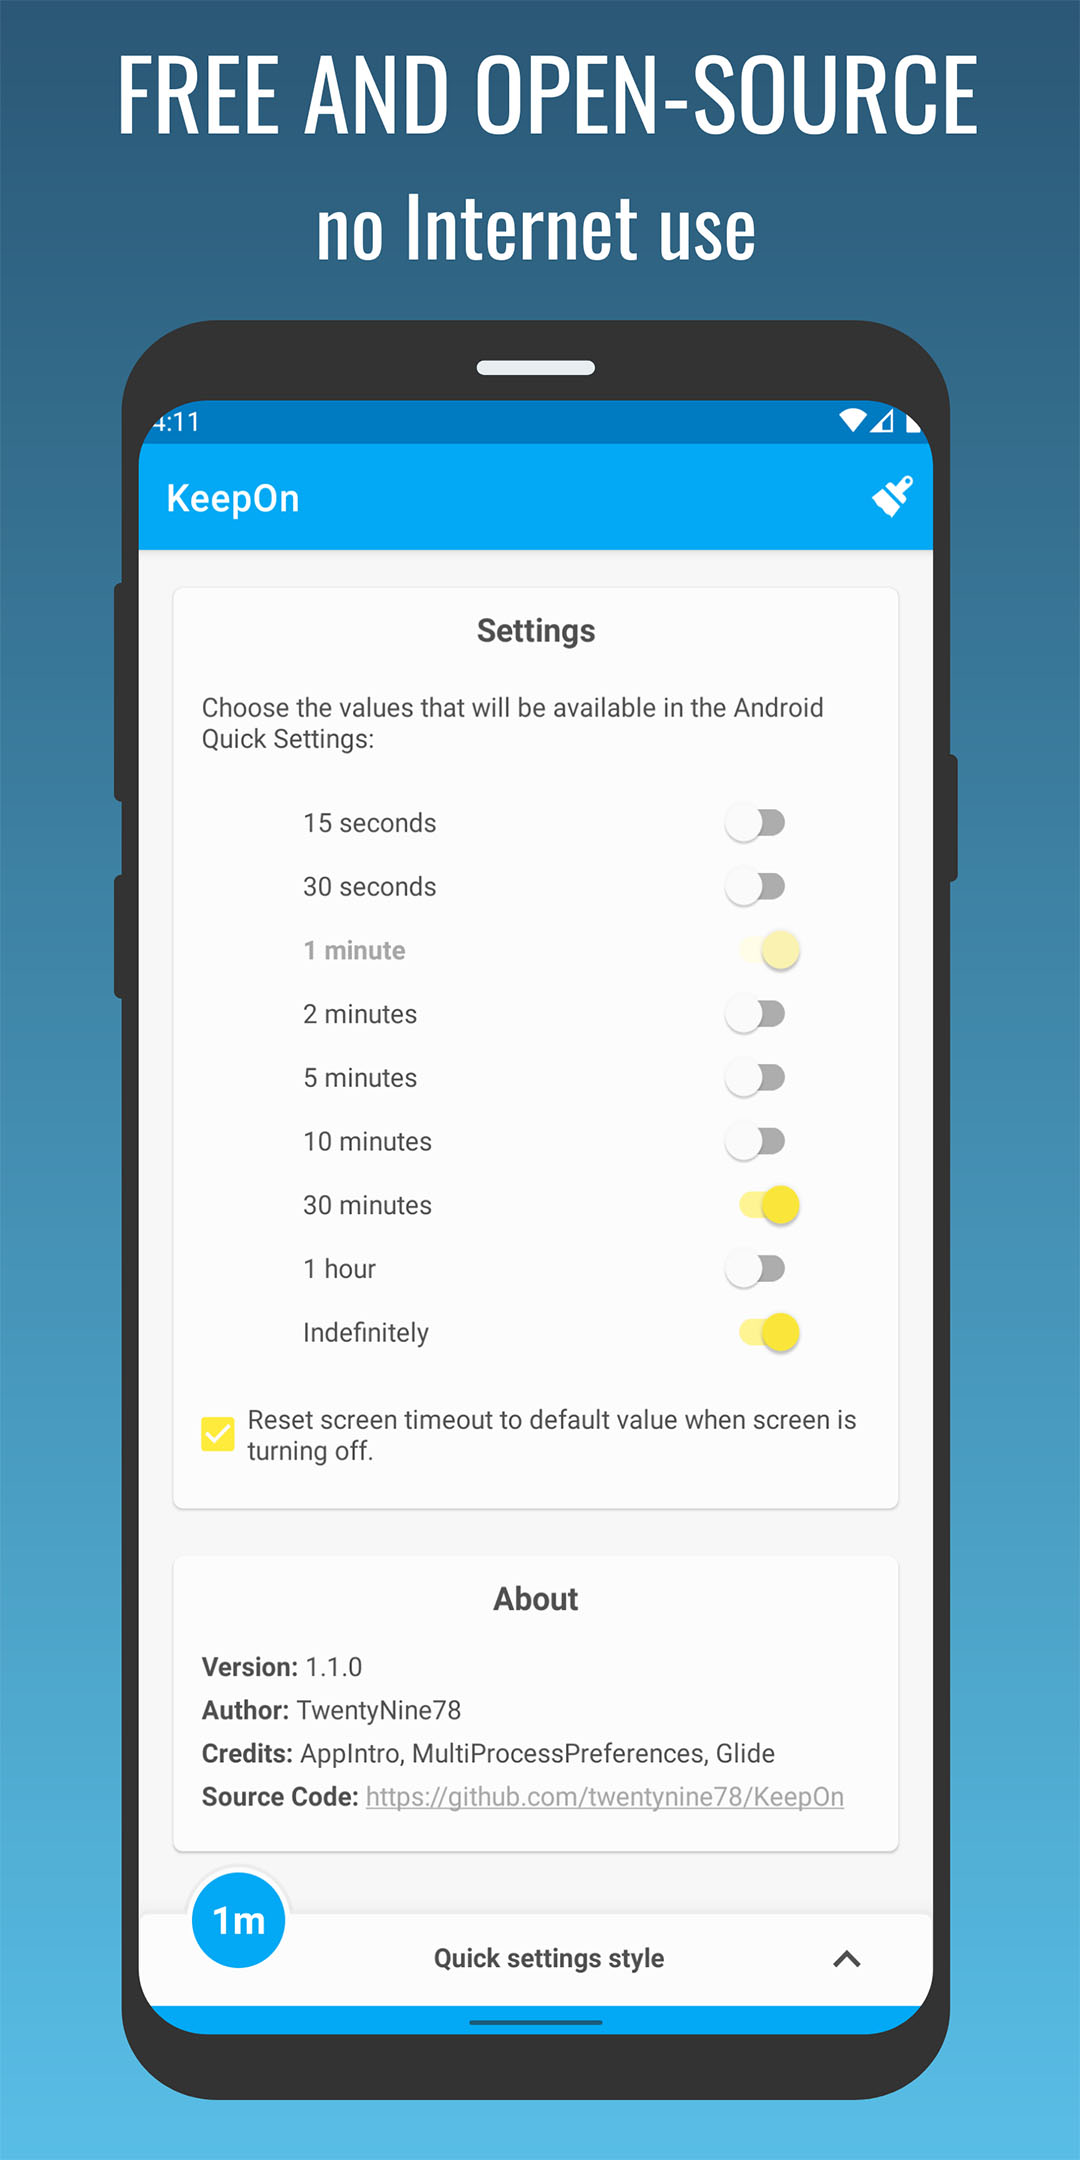 FREE AND OPEN-SOURCE
no Internet use
4:11
KeepOn
Settings
Choose the values that will be available in the Android
Quick Settings:
15 seconds
30 seconds
1 minute
2 minutes
5 minutes
10 minutes
30 minutes
1 hour
Indefinitely
Reset screen timeout to default value when screen is
turning off.
About
Version: 1.1.0
Author: TwentyNine78
Credits: AppIntro, MultiProcessPreferences, Glide
Source Code: https://github.com/twentynine78/KeepOn
1m
Quick settings style